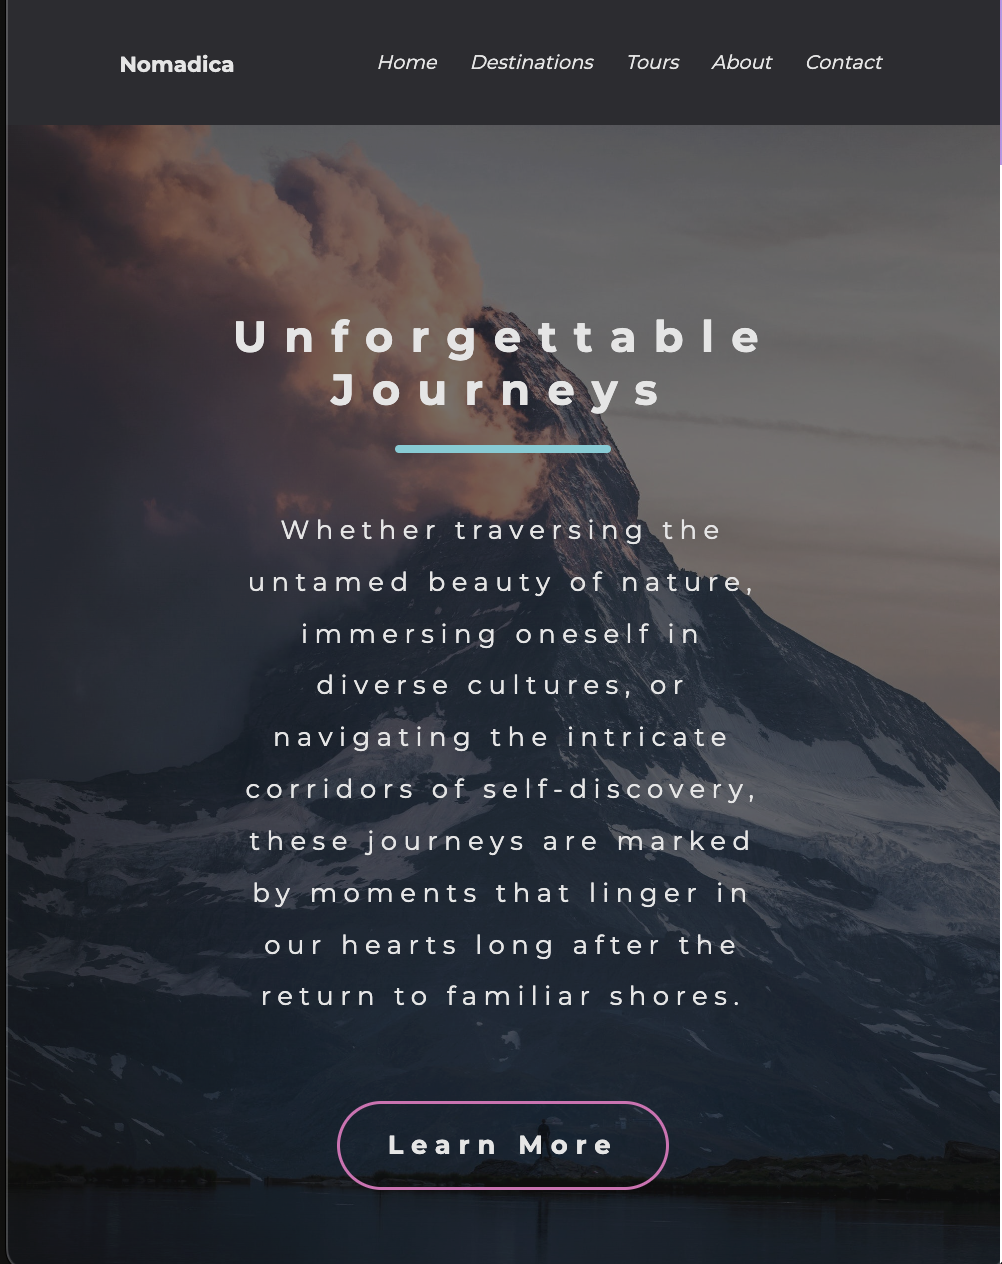 Nomadica
Home Destinations Tours About Contact
Unforgettable
Journeys
Whether traversing the
untamed beauty of nature,
immersing oneself in
diverse cultures, or
navigating the intricate
corridors of self-discovery,
these journeys are marked
by moments that linger in
our hearts long after the
return to familiar shores.
Learn More